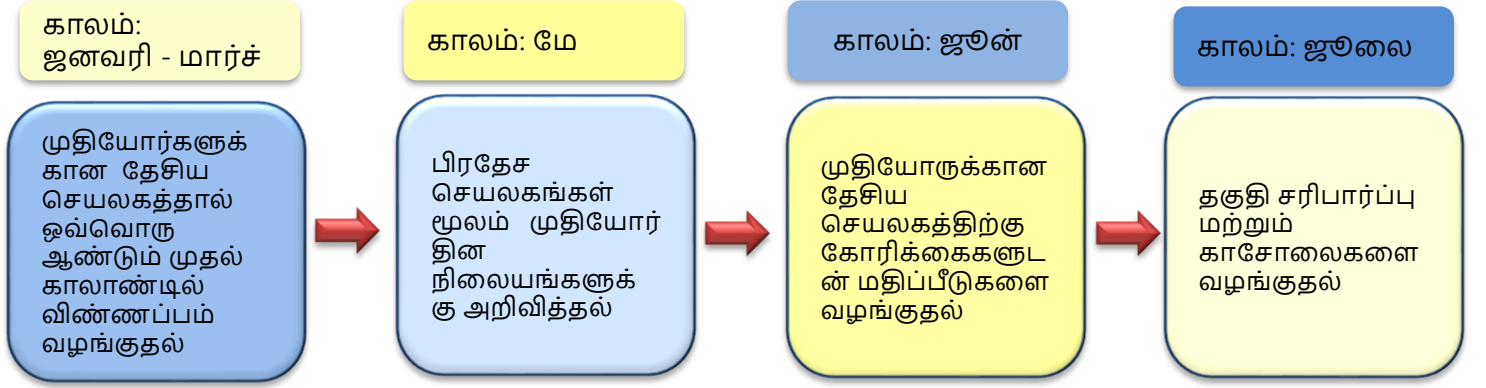 காலம்:
ஜனவரி - மார்ச்
காலம்: மே
காலம்: ஜூன்
காலம்: ஜூலை
முதியோர்களுக்
கான தேசிய
செயலகத்தால்
ஒவ்வொரு
ஆண்டும் முதல்
காலாண்டில்
விண்ணப்பம்
வழங்குதல்
பிரதேச
செயலகங்கள்
மூலம் முதியோர்
தின
நிலையங்களுக்
கு அறிவித்தல்
முதியோருக்கான
தேசிய
செயலகத்திற்கு
கோரிக்கைகளுட
ன் மதிப்பீடுகளை
வழங்குதல்
தகுதி சரிபார்ப்பு
மற்றும்
காசோலைகளை
வழங்குதல்